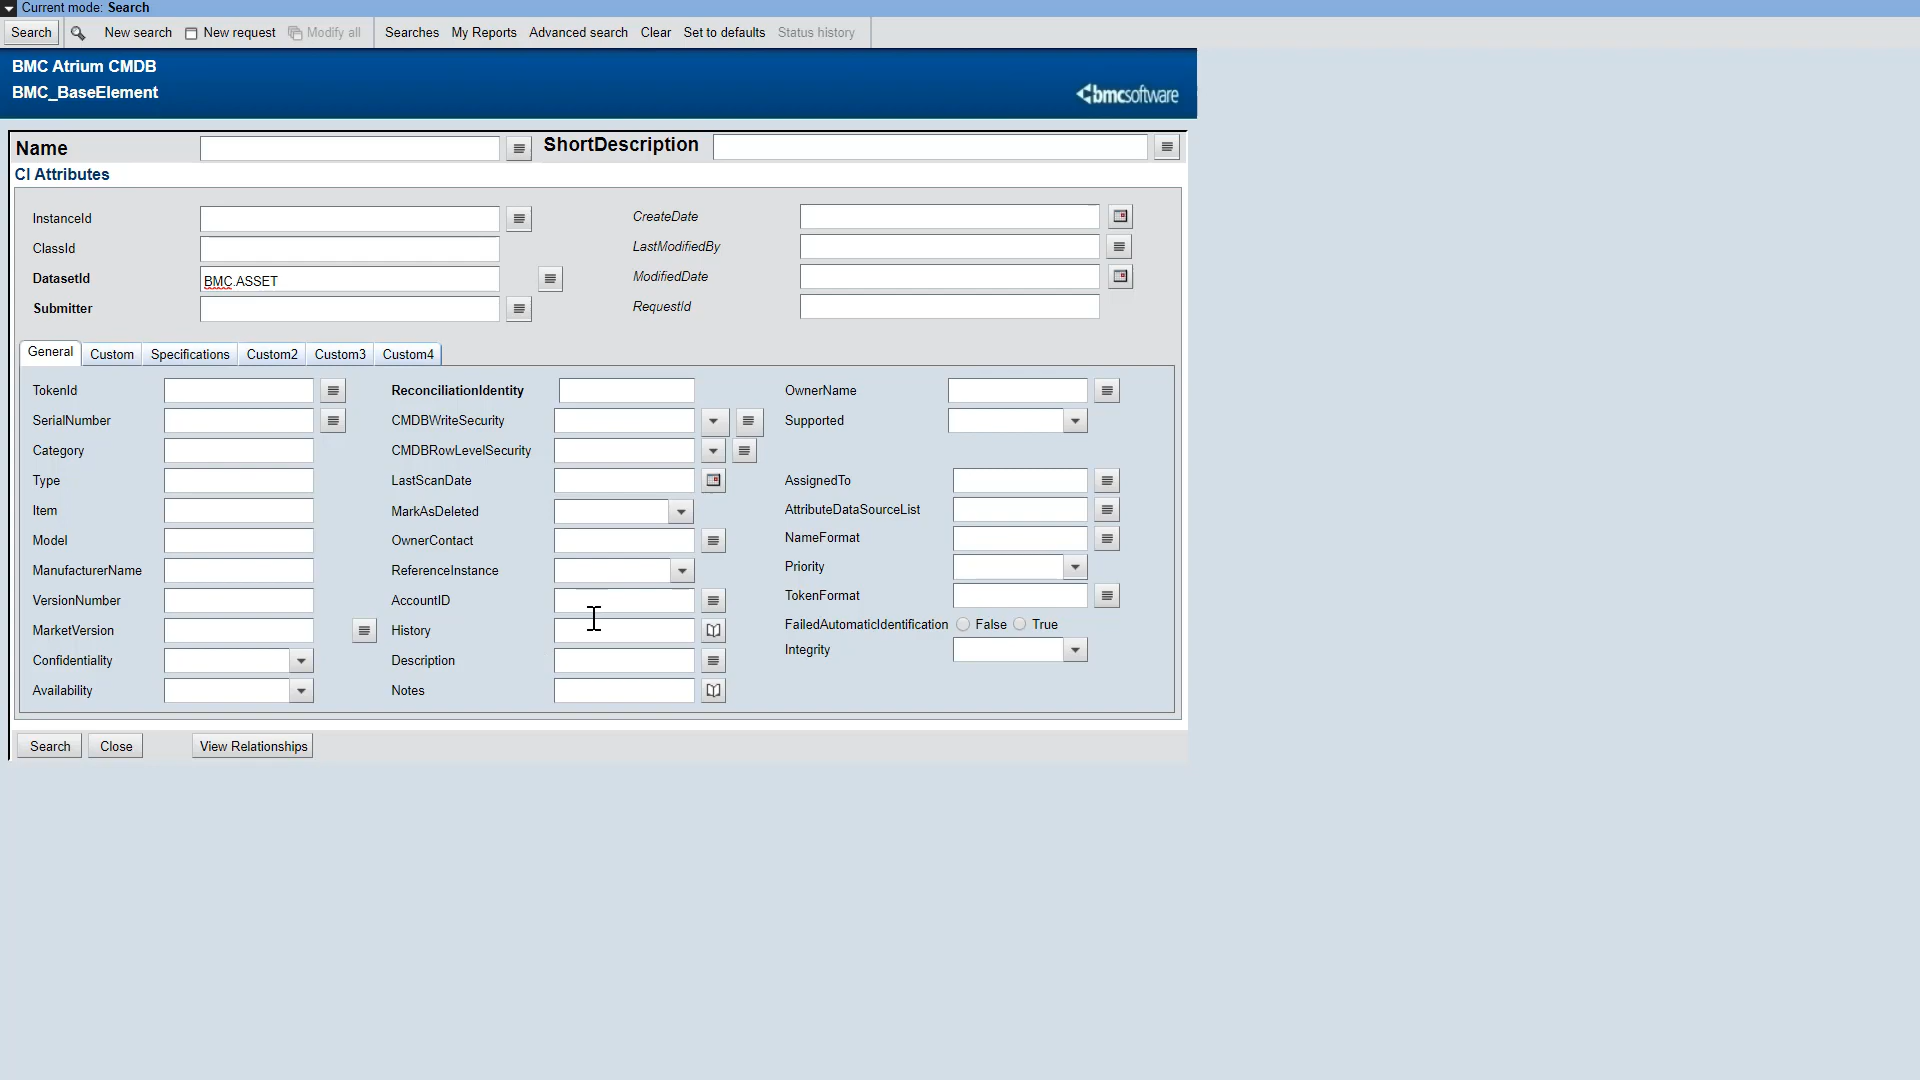 Current mode: Search
Search New search New request Modify all Searches My Reports Advanced search Clear Set to defaults Status history
BMC Atrium CMDB
BMC_BaseElement
bmcsoftware
Name ShortDescription
CI Attributes
InstanceId CreateDate
ClassId LastModifiedBy
DatasetId BMC.ASSET ModifiedDate
Submitter RequestId
General Custom Specifications Custom2 Custom3 Custom4
TokenId ReconciliationIdentity OwnerName
SerialNumber CMDBWriteSecurity Supported
Category CMDBRowLevelSecurity
Type LastScanDate AssignedTo
Item MarkAsDeleted AttributeDataSourceList
Model OwnerContact NameFormat
ManufacturerName ReferenceInstance Priority
VersionNumber AccountID TokenFormat
MarketVersion History FailedAutomaticIdentification False True
Confidentiality Description Integrity
Availability Notes
Search Close View Relationships